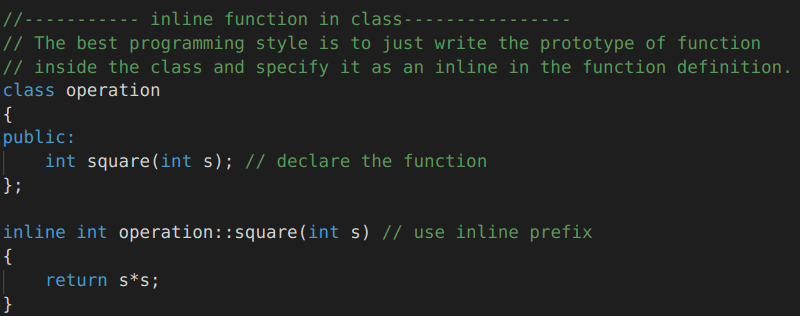 //----------- inline function in class----------------
// The best programming style is to just write the prototype of function
// inside the class and specify it as an inline in the function definition.
class operation
{
public:
    int square(int s); // declare the function
};

inline int operation::square(int s) // use inline prefix
{
    return s*s;
}